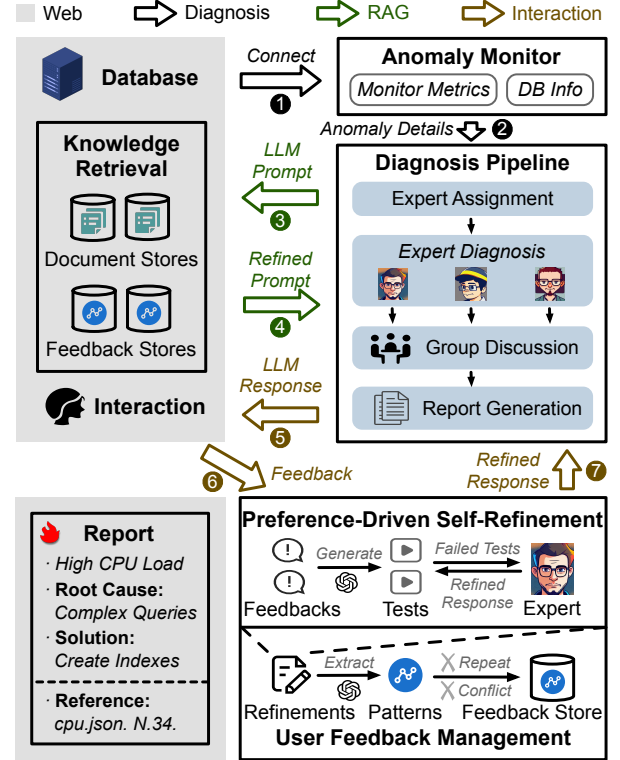 Web
Diagnosis
RAG
Interaction
Database
Connect
1
Anomaly Monitor
Monitor Metrics
DB Info
Anomaly Details
2
Knowledge
Retrieval
Document Stores
Feedback Stores
Interaction
LLM
Prompt
3
Refined
Prompt
4
LLM
Response
5
Diagnosis Pipeline
Expert Assignment
Expert Diagnosis
Group Discussion
Report Generation
6
Feedback
Refined
Response
7
Report
· High CPU Load
· Root Cause:
Complex Queries
· Solution:
Create Indexes
· Reference:
cpu.json. N.34.
Preference-Driven Self-Refinement
Feedbacks
Generate
Tests
Failed Tests
Refined
Response
Expert
Refinements
Extract
Patterns
Repeat
Conflict
Feedback Store
User Feedback Management